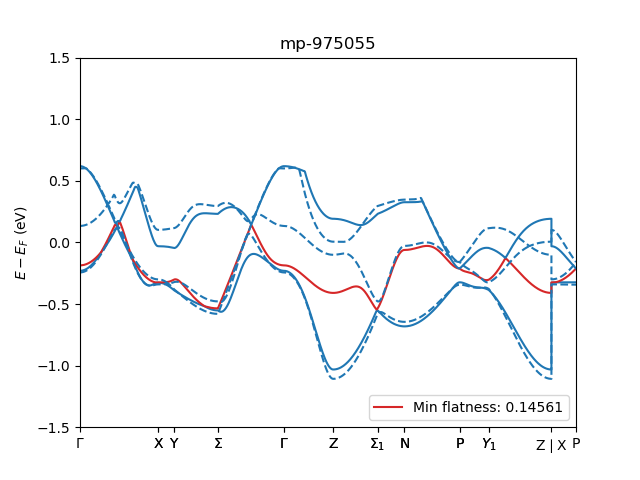 mp-975055
E − E_F (eV)
1.5
1.0
0.5
0.0
−0.5
−1.0
−1.5
Min flatness: 0.14561
Γ X Y Σ Γ Z Σ₁ N P Y₁ Z | X P